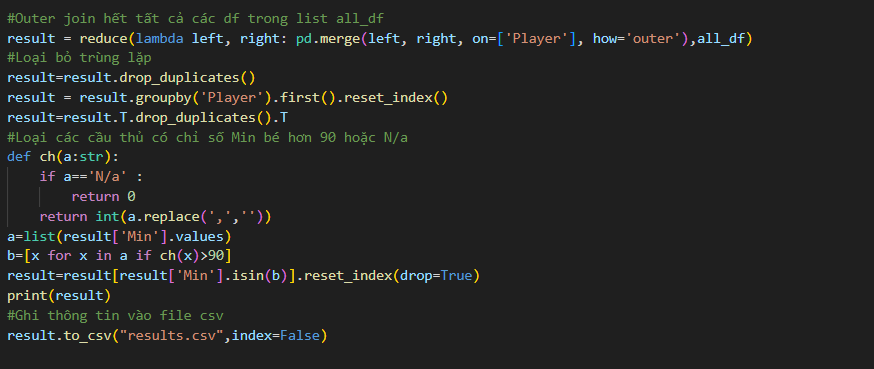 #Outer join hết tất cả các df trong list all_df
result = reduce(lambda left, right: pd.merge(left, right, on=['Player'], how='outer'),all_df)
#Loại bỏ trùng lặp
result=result.drop_duplicates()
result = result.groupby('Player').first().reset_index()
result=result.T.drop_duplicates().T
#Loại các cầu thủ có chỉ số Min bé hơn 90 hoặc N/a
def ch(a:str):
    if a=='N/a' :
        return 0
    return int(a.replace(',',''))
a=list(result['Min'].values)
b=[x for x in a if ch(x)>90]
result=result[result['Min'].isin(b)].reset_index(drop=True)
print(result)
#Ghi thông tin vào file csv
result.to_csv("results.csv",index=False)